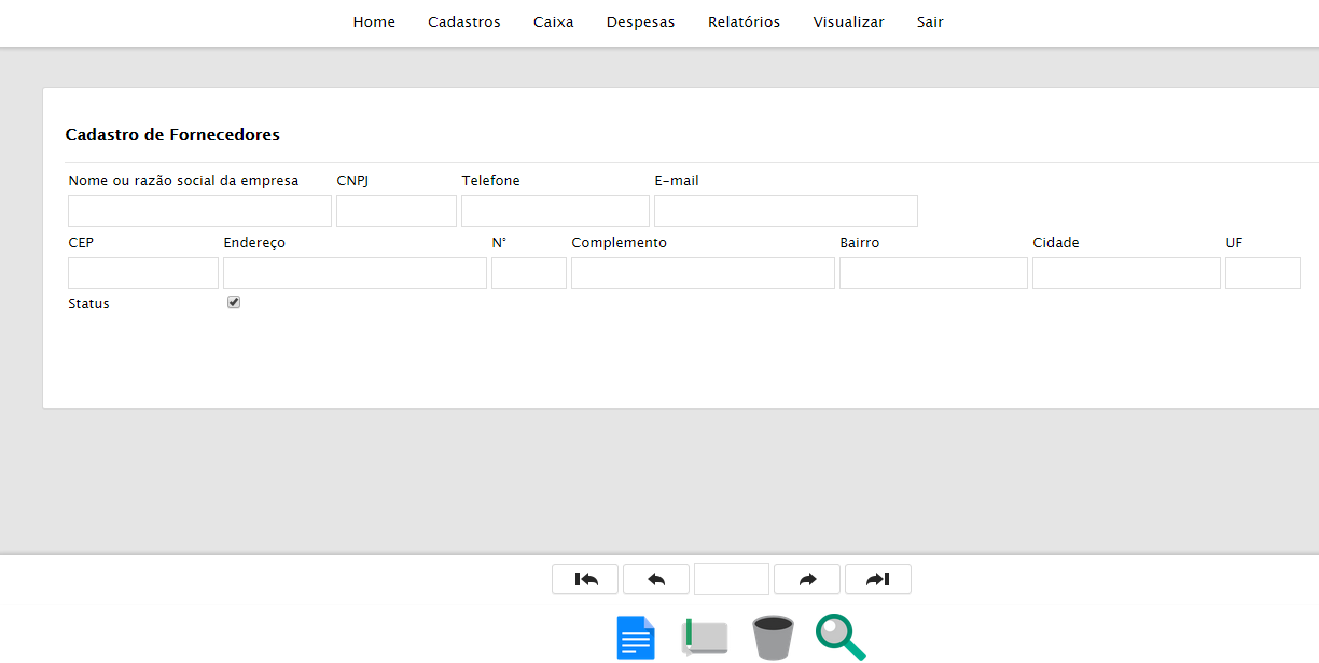 Home Cadastros Caixa Despesas Relatórios Visualizar Sair
Cadastro de Fornecedores
Nome ou razão social da empresa CNPJ Telefone E-mail
CEP Endereço N° Complemento Bairro Cidade UF
Status